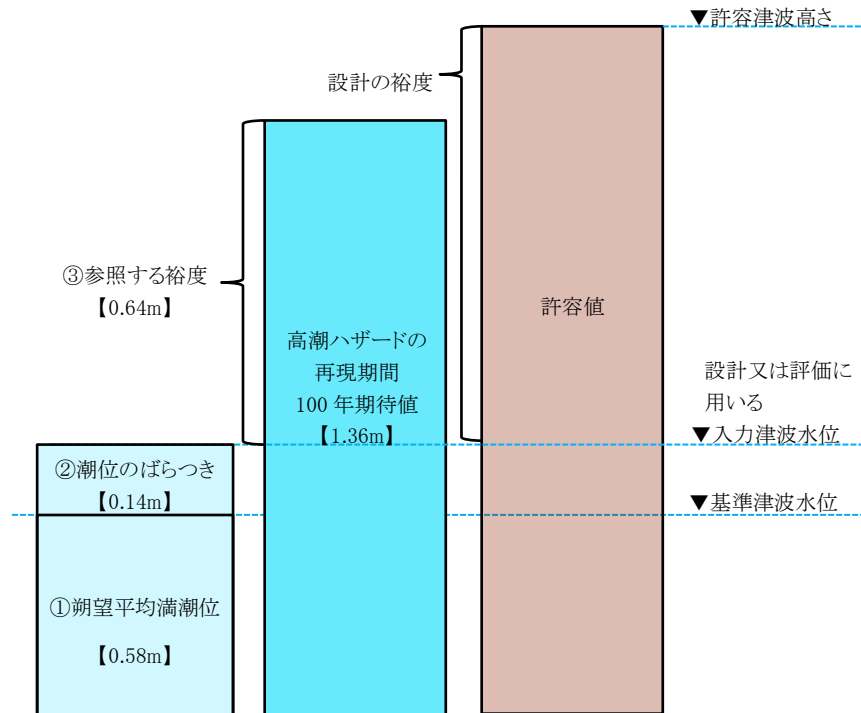 ▼許容津波高さ
設計の裕度
③参照する裕度
【0.64m】
許容値
高潮ハザードの
再現期間
100 年期待値
【1.36m】
設計又は評価に
用いる
▼入力津波水位
②潮位のばらつき
【0.14m】
▼基準津波水位
①朔望平均満潮位
【0.58m】